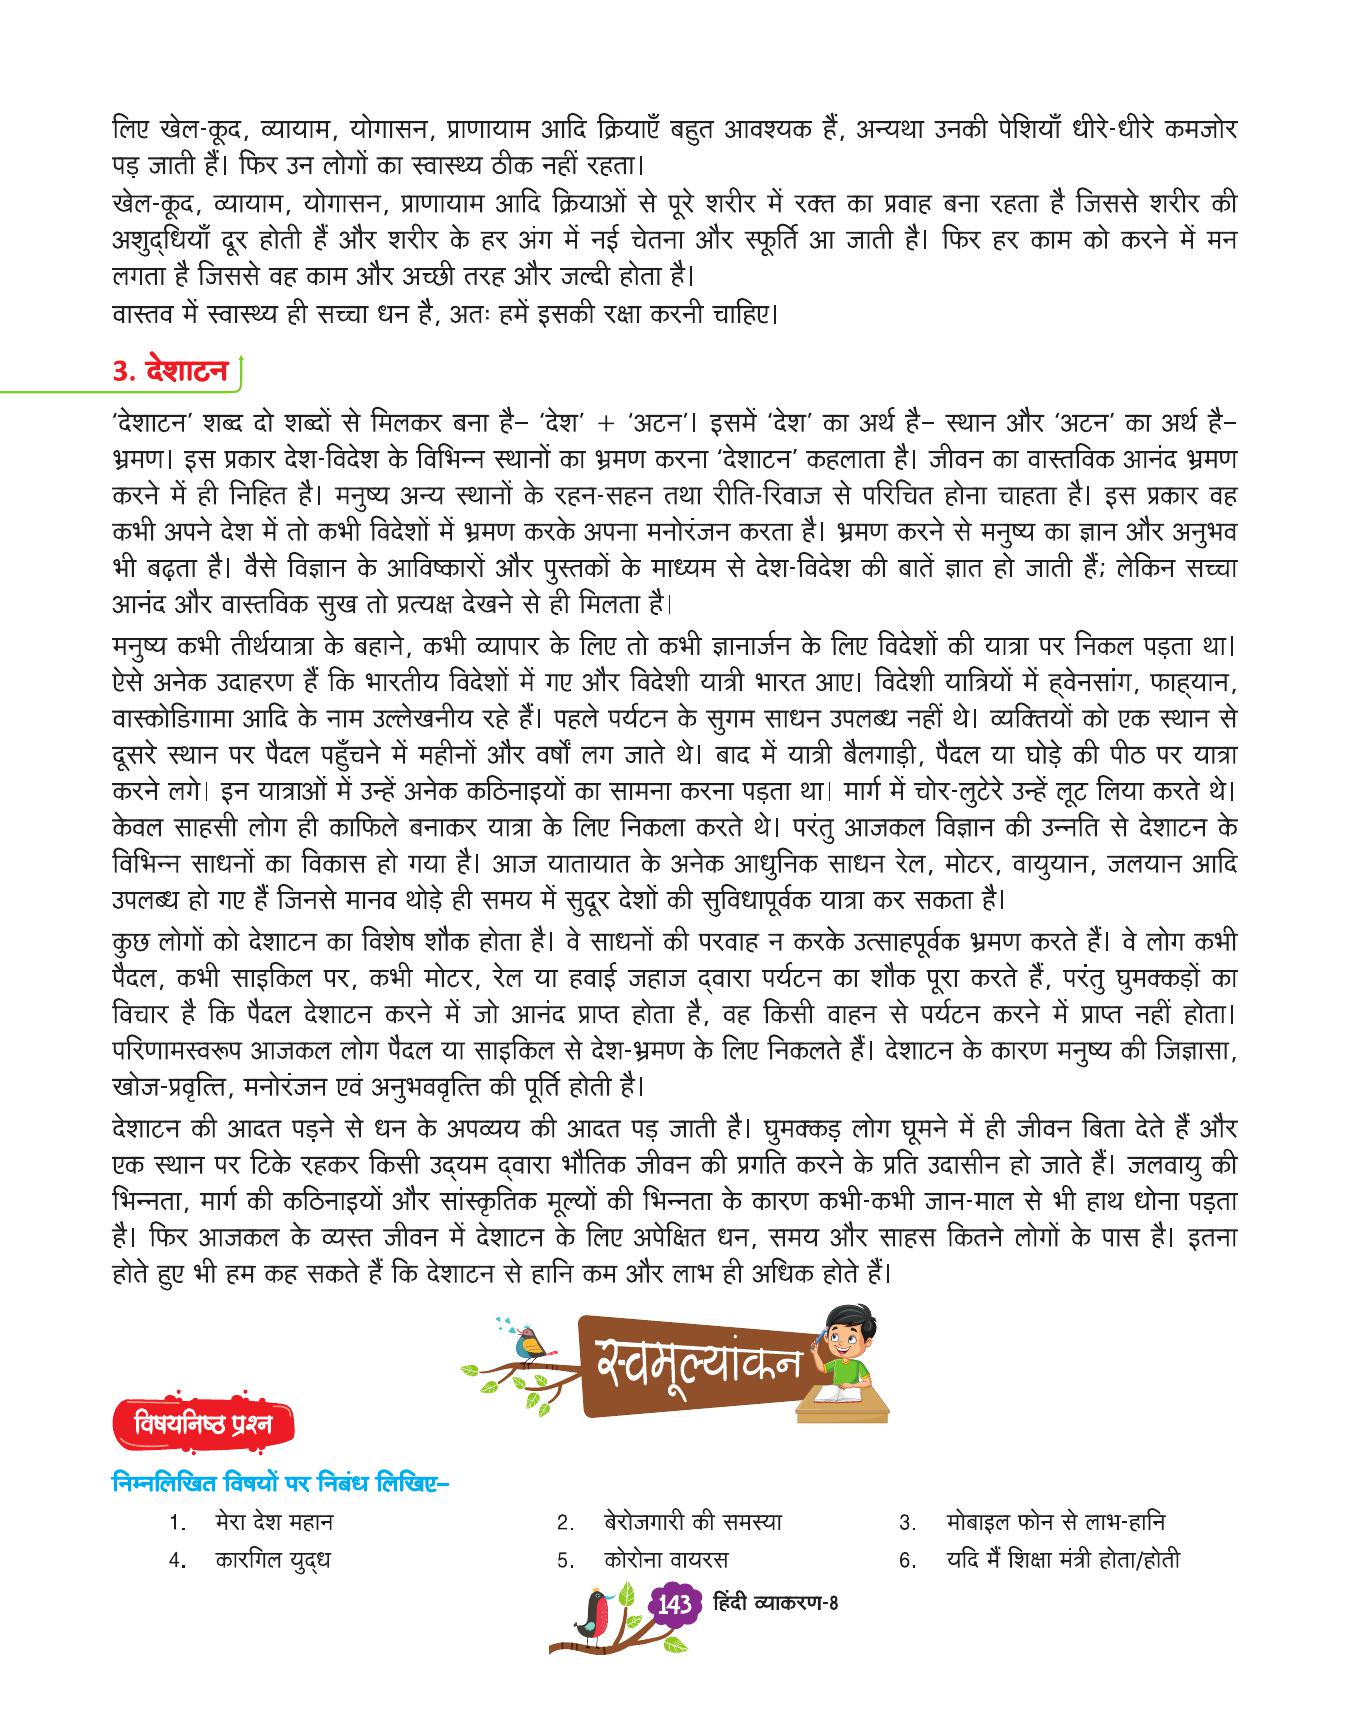 लिए खेल-कूद, व्यायाम, योगासन, प्राणायाम आदि क्रियाएँ बहुत आवश्यक हैं, अन्यथा उनकी पेशियाँ धीरे-धीरे कमजोर
पड़ जाती हैं। फिर उन लोगों का स्वास्थ्य ठीक नहीं रहता।
खेल-कूद, व्यायाम, योगासन, प्राणायाम आदि क्रियाओं से पूरे शरीर में रक्त का प्रवाह बना रहता है जिससे शरीर की
अशुद्‌धियाँ दूर होती हैं और शरीर के हर अंग में नई चेतना और स्फूर्ति आ जाती है। फिर हर काम को करने में मन
लगता है जिससे वह काम और अच्छी तरह और जल्दी होता है।
वास्तव में स्वास्थ्य ही सच्चा धन है, अतः हमें इसकी रक्षा करनी चाहिए।
3. देशाटन
‘देशाटन’ शब्द दो शब्दों से मिलकर बना है– ‘देश’ + ‘अटन’। इसमें ‘देश’ का अर्थ है– स्थान और ‘अटन’ का अर्थ है–
भ्रमण। इस प्रकार देश-विदेश के विभिन्न स्थानों का भ्रमण करना ‘देशाटन’ कहलाता है। जीवन का वास्तविक आनंद भ्रमण
करने में ही निहित है। मनुष्य अन्य स्थानों के रहन-सहन तथा रीति-रिवाज से परिचित होना चाहता है। इस प्रकार वह
कभी अपने देश में तो कभी विदेशों में भ्रमण करके अपना मनोरंजन करता है। भ्रमण करने से मनुष्य का ज्ञान और अनुभव
भी बढ़ता है। वैसे विज्ञान के आविष्कारों और पुस्तकों के माध्यम से देश-विदेश की बातें ज्ञात हो जाती हैं; लेकिन सच्चा
आनंद और वास्तविक सुख तो प्रत्यक्ष देखने से ही मिलता है।
मनुष्य कभी तीर्थयात्रा के बहाने, कभी व्यापार के लिए तो कभी ज्ञानार्जन के लिए विदेशों की यात्रा पर निकल पड़ता था।
ऐसे अनेक उदाहरण हैं कि भारतीय विदेशों में गए और विदेशी यात्री भारत आए। विदेशी यात्रियों में ह्‌वेनसांग, फाह्‌यान,
वास्कोडिगामा आदि के नाम उल्लेखनीय रहे हैं। पहले पर्यटन के सुगम साधन उपलब्ध नहीं थे। व्यक्तियों को एक स्थान से
दूसरे स्थान पर पैदल पहुँचने में महीनों और वर्षों लग जाते थे। बाद में यात्री बैलगाड़ी, पैदल या घोड़े की पीठ पर यात्रा
करने लगे। इन यात्राओं में उन्हें अनेक कठिनाइयों का सामना करना पड़ता था। मार्ग में चोर-लुटेरे उन्हें लूट लिया करते थे।
केवल साहसी लोग ही काफिले बनाकर यात्रा के लिए निकला करते थे। परंतु आजकल विज्ञान की उन्नति से देशाटन के
विभिन्न साधनों का विकास हो गया है। आज यातायात के अनेक आधुनिक साधन रेल, मोटर, वायुयान, जलयान आदि
उपलब्ध हो गए हैं जिनसे मानव थोड़े ही समय में सुदूर देशों की सुविधापूर्वक यात्रा कर सकता है।
कुछ लोगों को देशाटन का विशेष शौक होता है। वे साधनों की परवाह न करके उत्साहपूर्वक भ्रमण करते हैं। वे लोग कभी
पैदल, कभी साइकिल पर, कभी मोटर, रेल या हवाई जहाज द्‌वारा पर्यटन का शौक पूरा करते हैं, परंतु घुमक्कड़ों का
विचार है कि पैदल देशाटन करने में जो आनंद प्राप्त होता है, वह किसी वाहन से पर्यटन करने में प्राप्त नहीं होता।
परिणामस्वरूप आजकल लोग पैदल या साइकिल से देश-भ्रमण के लिए निकलते हैं। देशाटन के कारण मनुष्य की जिज्ञासा,
खोज-प्रवृत्ति, मनोरंजन एवं अनुभववृत्ति की पूर्ति होती है।
देशाटन की आदत पड़ने से धन के अपव्यय की आदत पड़ जाती है। घुमक्कड़ लोग घूमने में ही जीवन बिता देते हैं और
एक स्थान पर टिके रहकर किसी उद्‌यम द्‌वारा भौतिक जीवन की प्रगति करने के प्रति उदासीन हो जाते हैं। जलवायु की
भिन्नता, मार्ग की कठिनाइयों और सांस्कृतिक मूल्यों की भिन्नता के कारण कभी-कभी जान-माल से भी हाथ धोना पड़ता
है। फिर आजकल के व्यस्त जीवन में देशाटन के लिए अपेक्षित धन, समय और साहस कितने लोगों के पास है। इतना
होते हुए भी हम कह सकते हैं कि देशाटन से हानि कम और लाभ ही अधिक होते हैं।
स्वमूल्यांकन
विषयनिष्ठ प्रश्न
निम्नलिखित विषयों पर निबंध लिखिए–
1. मेरा देश महान 2. बेरोजगारी की समस्या 3. मोबाइल फोन से लाभ-हानि
4. कारगिल युद्‌ध 5. कोरोना वायरस 6. यदि मैं शिक्षा मंत्री होता/होती
143 हिंदी व्याकरण-8